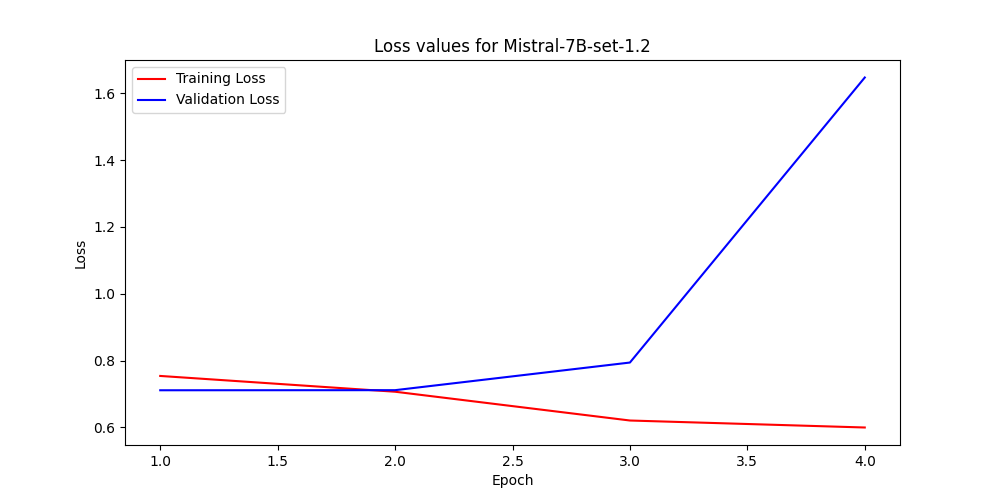 Loss values for Mistral-7B-set-1.2
Training Loss
Validation Loss
1.6
1.4
1.2
1.0
0.8
0.6
Loss
1.0 1.5 2.0 2.5 3.0 3.5 4.0
Epoch